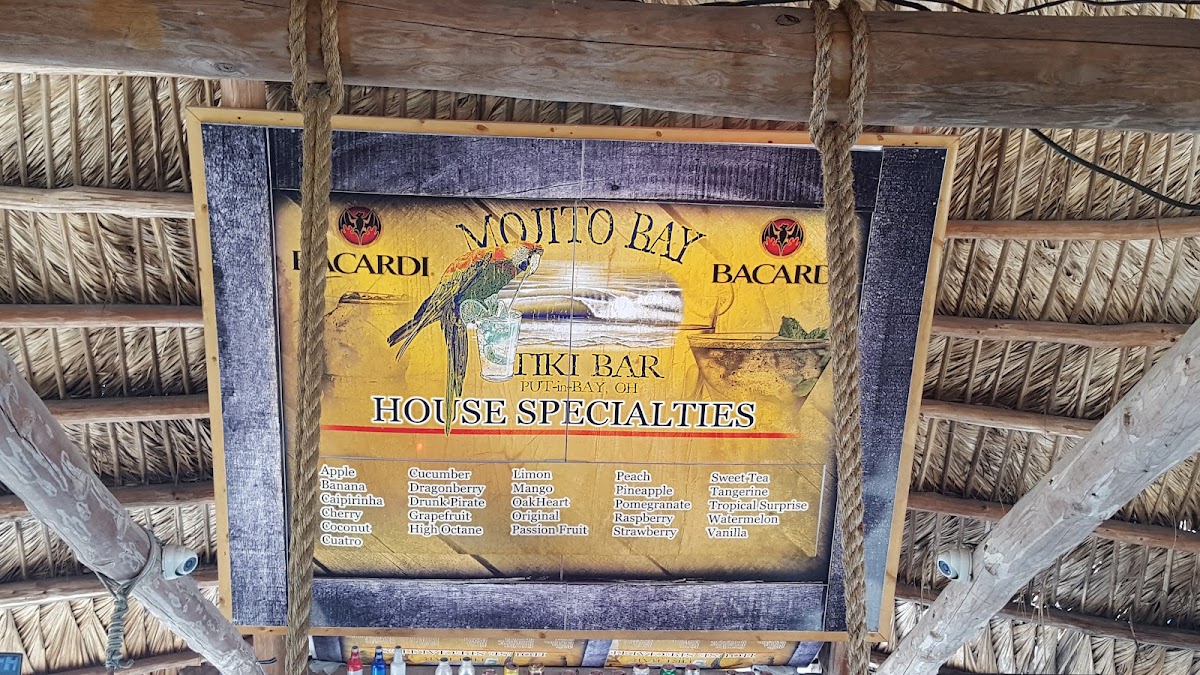 MOJITO BAY
BACARDI
BACARDI
TIKI BAR
PUT-in-BAY, OH
HOUSE SPECIALTIES
Apple
Banana
Caipirinha
Cherry
Coconut
Cuatro
Cucumber
Dragonberry
Drunk Pirate
Grapefruit
High Octane
Limon
Mango
OakHeart
Original
Passion Fruit
Peach
Pineapple
Pomegranate
Raspberry
Strawberry
Sweet Tea
Tangerine
Tropical Surprise
Watermelon
Vanilla